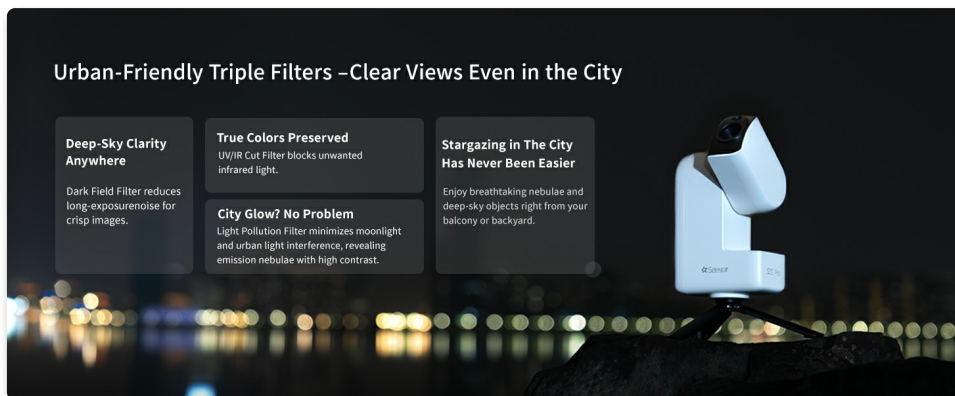 Urban-Friendly Triple Filters –Clear Views Even in the City
Deep-Sky Clarity
Anywhere
Dark Field Filter reduces
long-exposurenoise for
crisp images.
True Colors Preserved
UV/IR Cut Filter blocks unwanted
infrared light.
City Glow? No Problem
Light Pollution Filter minimizes moonlight
and urban light interference, revealing
emission nebulae with high contrast.
Stargazing in The City
Has Never Been Easier
Enjoy breathtaking nebulae and
deep-sky objects right from your
balcony or backyard.
Seestar